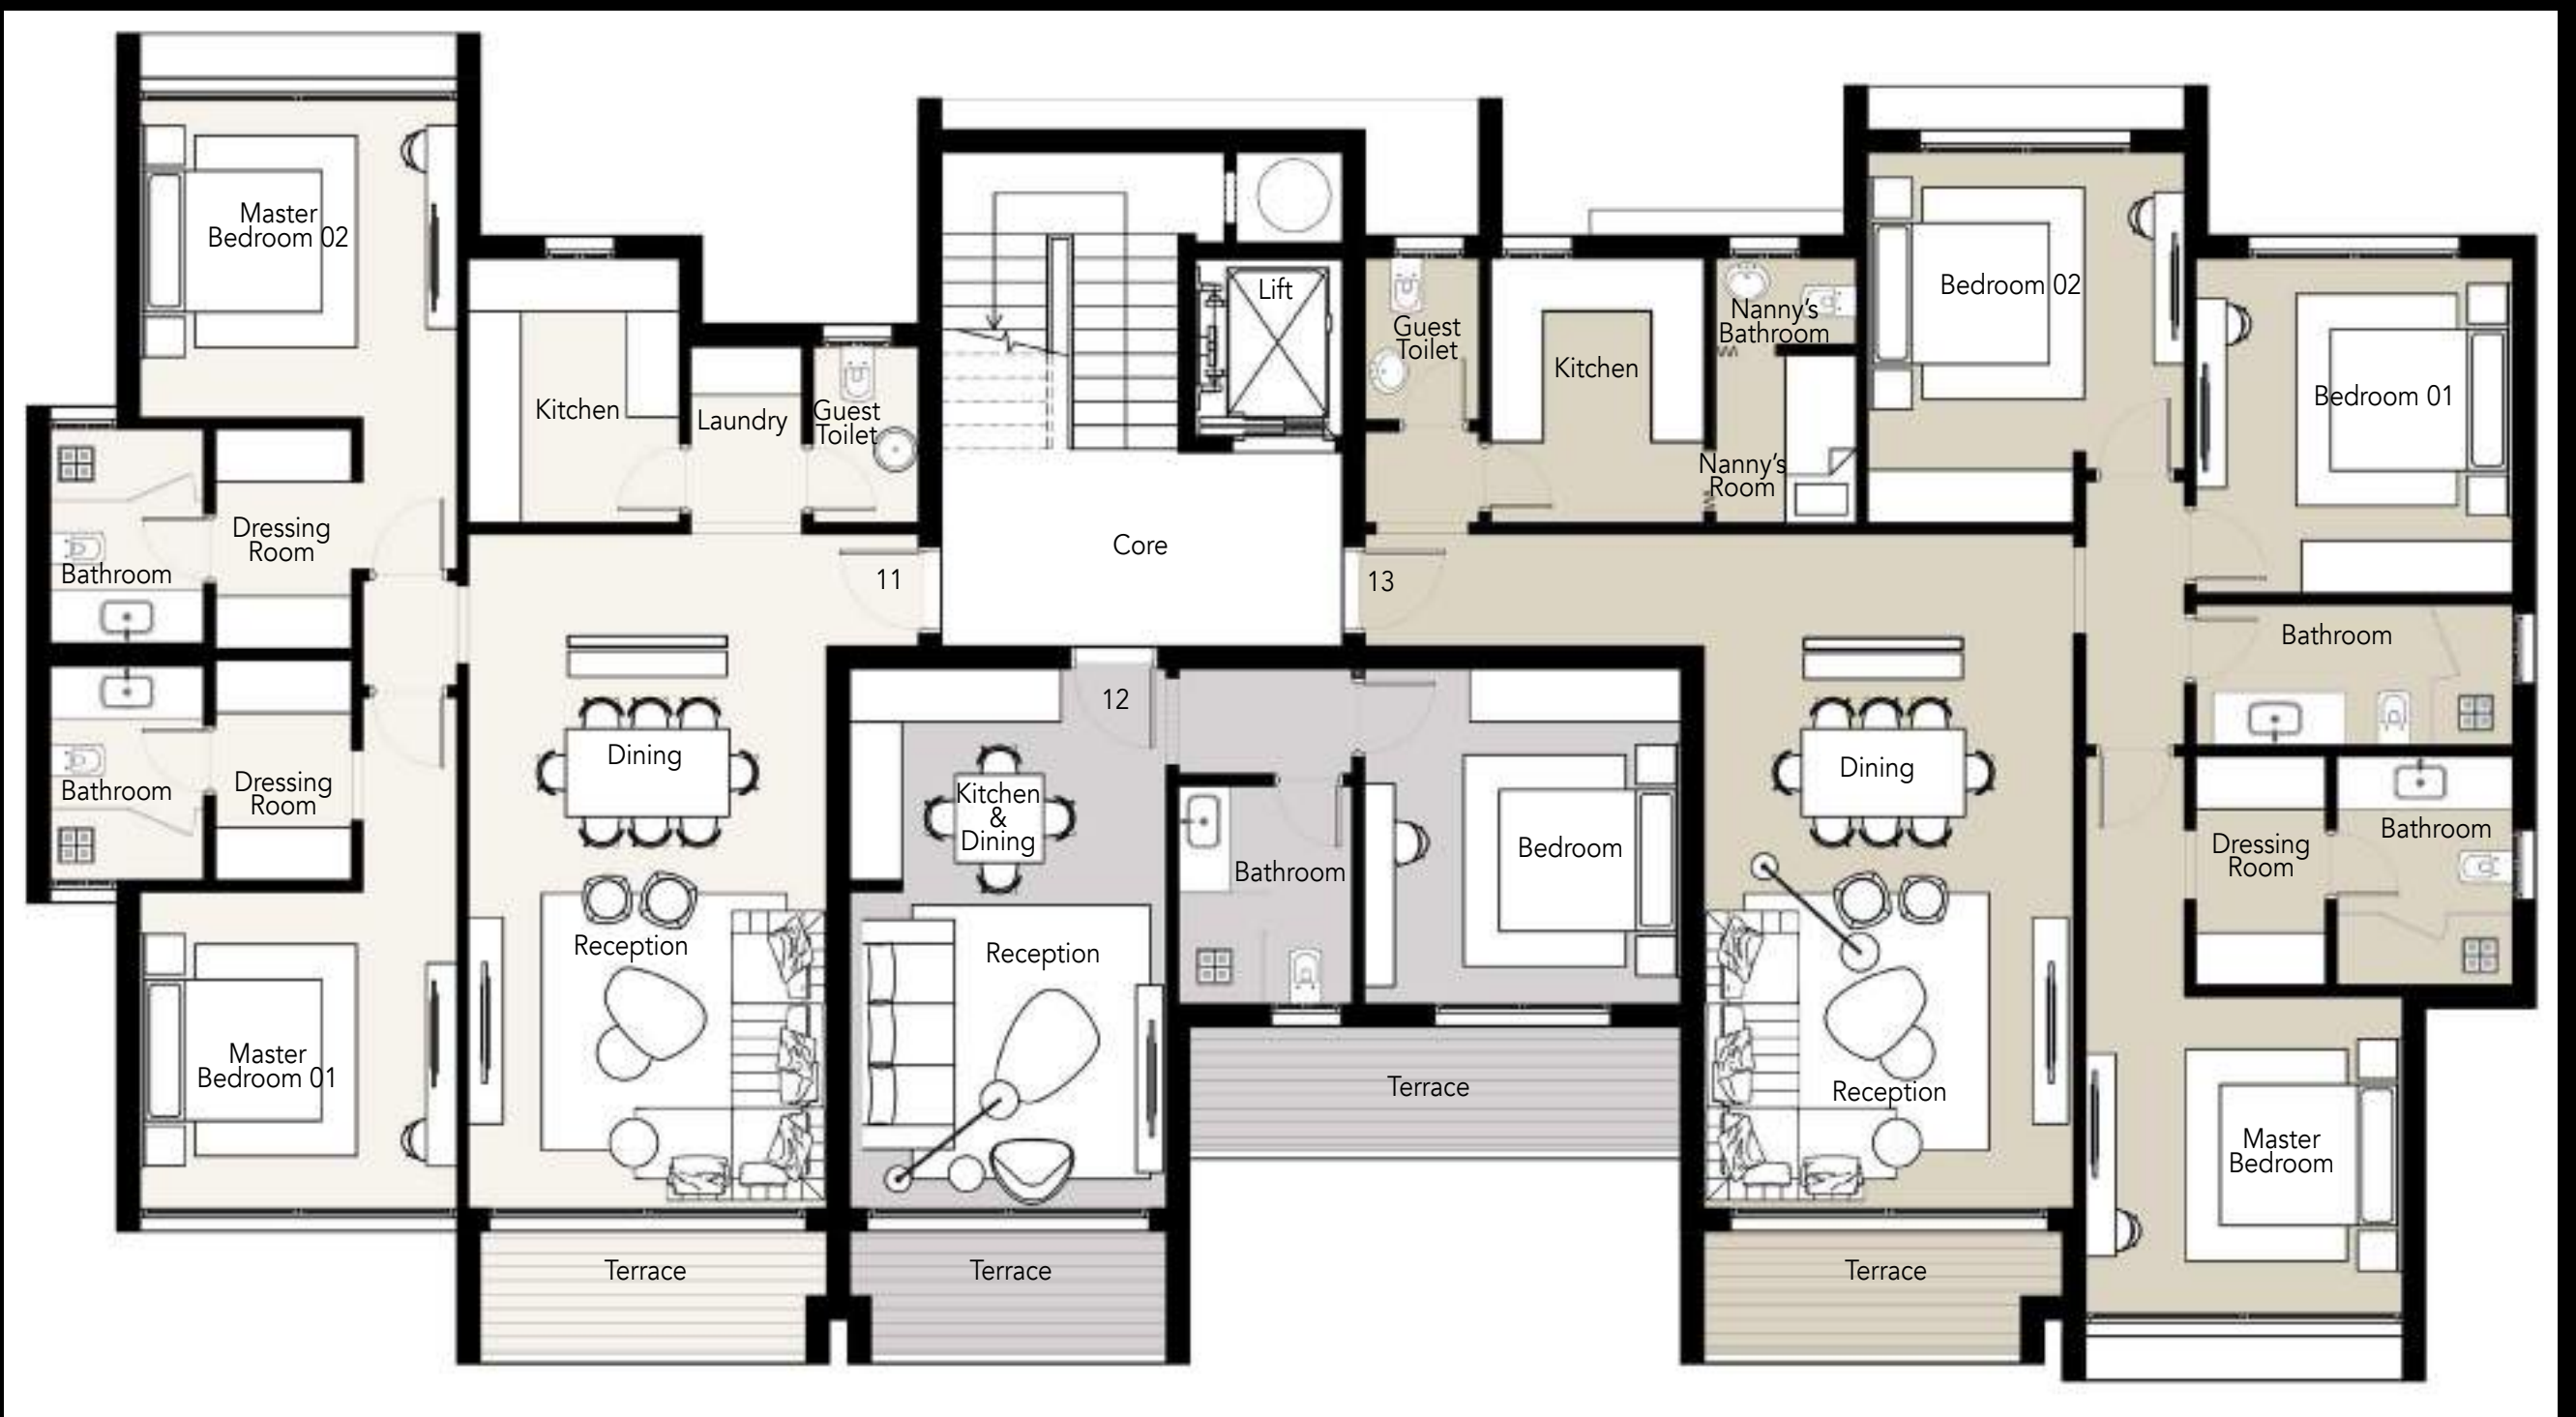 Master
Bedroom 02
Kitchen
Laundry
Guest
Toilet
Dressing
Room
Bathroom
Bathroom
Dressing
Room
Master
Bedroom 01
Dining
Reception
Terrace
11
Core
Lift
12
Kitchen
&
Dining
Reception
Terrace
Bathroom
Bedroom
Terrace
13
Guest
Toilet
Kitchen
Nanny's
Bathroom
Nanny's
Room
Bedroom 02
Bedroom 01
Bathroom
Dining
Reception
Terrace
Dressing
Room
Bathroom
Master
Bedroom